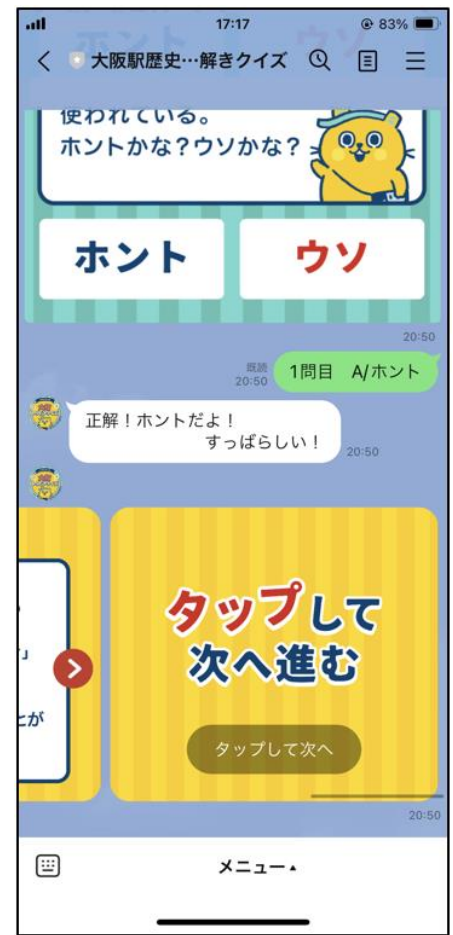 17:17
83%
大阪駅歴史…解きクイズ
使われている。
ホントかな？ウソかな？
ホント
ウソ
20:50
既読
20:50
1問目 A/ホント
正解！ホントだよ！
すっばらしい！
20:50
」
とが
タップして
次へ進む
タップして次へ
20:50
メニュー▲